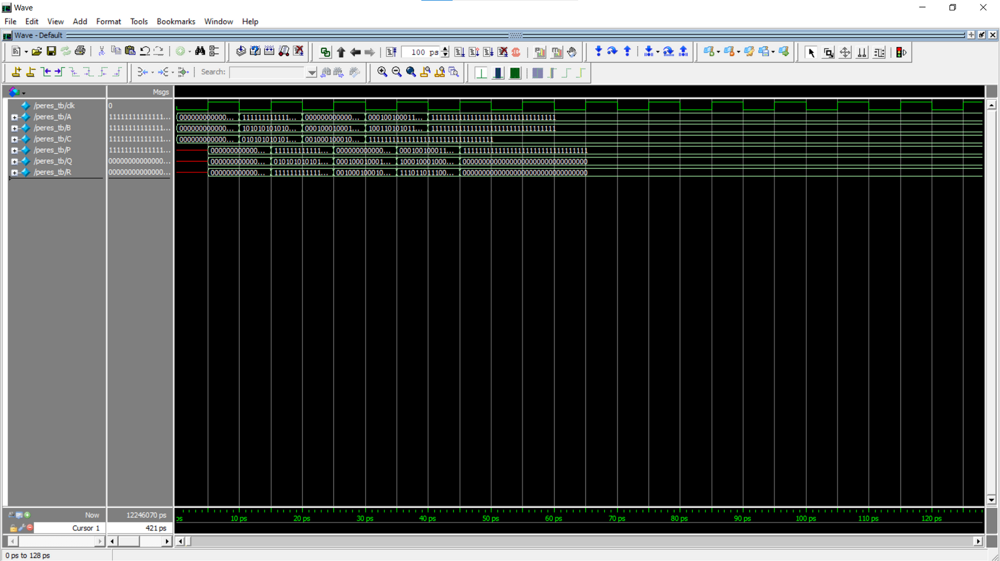 Wave
File Edit View Add Format Tools Bookmarks Window Help
Wave - Default
100 ps
Search:
Msgs
/peres_tb/clk 0
/peres_tb/A 11111111111111... 000000000000... 111111111111... 000000000000... 000100100011... 11111111111111111111111111111111
/peres_tb/B 11111111111111... 000000000000... 101010101010... 000100010001... 100110101011... 11111111111111111111111111111111
/peres_tb/C 11111111111111... 000000000000... 010101010101... 001000100010... 11111111111111111111111111111111
/peres_tb/P 11111111111111... 000000000000... 111111111111... 000000000000... 000100100011... 11111111111111111111111111111111
/peres_tb/Q 00000000000000... 000000000000... 010101010101... 000100010001... 100010001000... 00000000000000000000000000000000
/peres_tb/R 00000000000000... 000000000000... 111111111111... 001000100010... 111011011100... 00000000000000000000000000000000
Now 12246070 ps
ps 10 ps 20 ps 30 ps 40 ps 50 ps 60 ps 70 ps 80 ps 90 ps 100 ps 110 ps 120 ps
Cursor 1 421 ps
0 ps to 128 ps